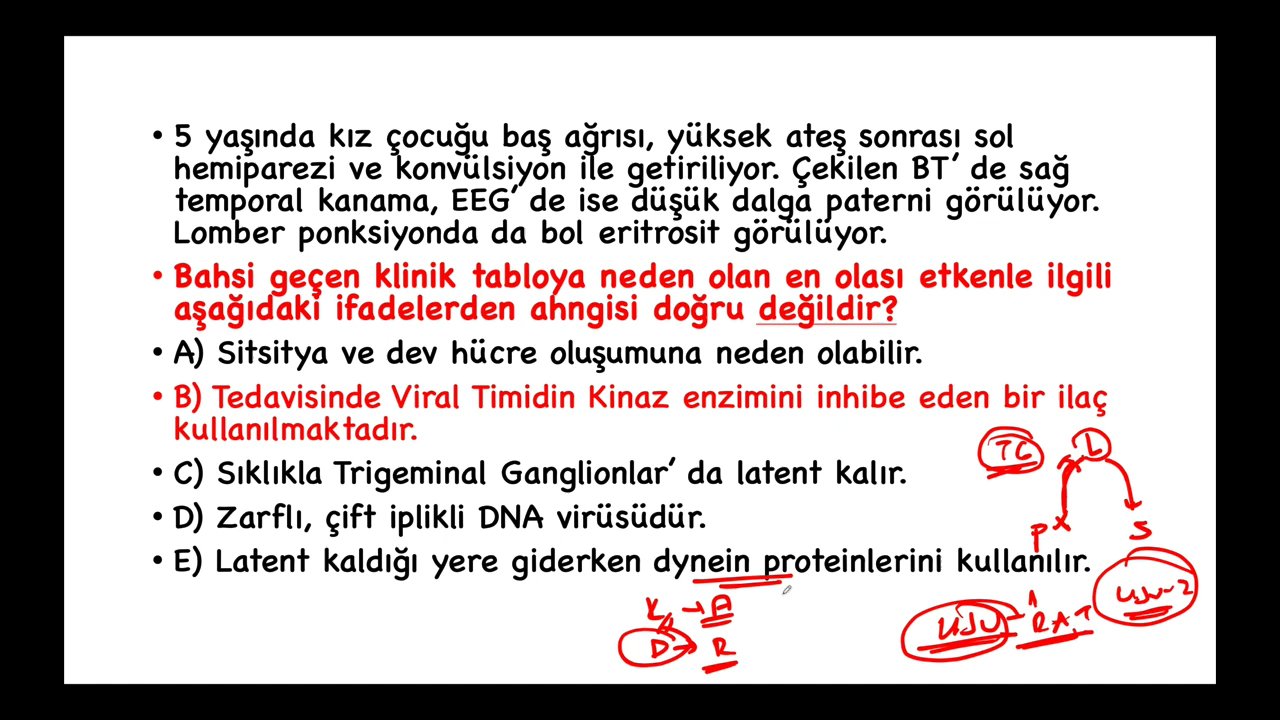 • 5 yaşında kız çocuğu baş ağrısı, yüksek ateş sonrası sol
hemiparezi ve konvülsiyon ile getiriliyor. Çekilen BT’ de sağ
temporal kanama, EEG’ de ise düşük dalga paterni görülüyor.
Lomber ponksiyonda da bol eritrosit görülüyor.
• Bahsi geçen klinik tabloya neden olan en olası etkenle ilgili
aşağıdaki ifadelerden ahngisi doğru değildir?
• A) Sitsitya ve dev hücre oluşumuna neden olabilir.
• B) Tedavisinde Viral Timidin Kinaz enzimini inhibe eden bir ilaç
kullanılmaktadır.
• C) Sıklıkla Trigeminal Ganglionlar’ da latent kalır.
• D) Zarflı, çift iplikli DNA virüsüdür.
• E) Latent kaldığı yere giderken dynein proteinlerini kullanılır.
TG L
P S
K → A
D → R